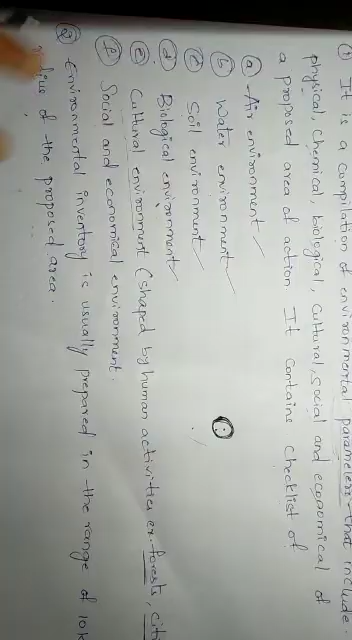 ① It is a compilation of environmental parameters that include
physical, chemical, biological, cultural, social and economical of
a proposed area of action. It contains checklist of
ⓐ Air environment
ⓑ Water environment
ⓒ Soil environment
ⓓ Biological environment
ⓔ Cultural environment (shaped by human activities ex. forests,
ⓕ Social and economical environment.
② Environmental inventory is usually prepared in the range of 10k
of the proposed area.